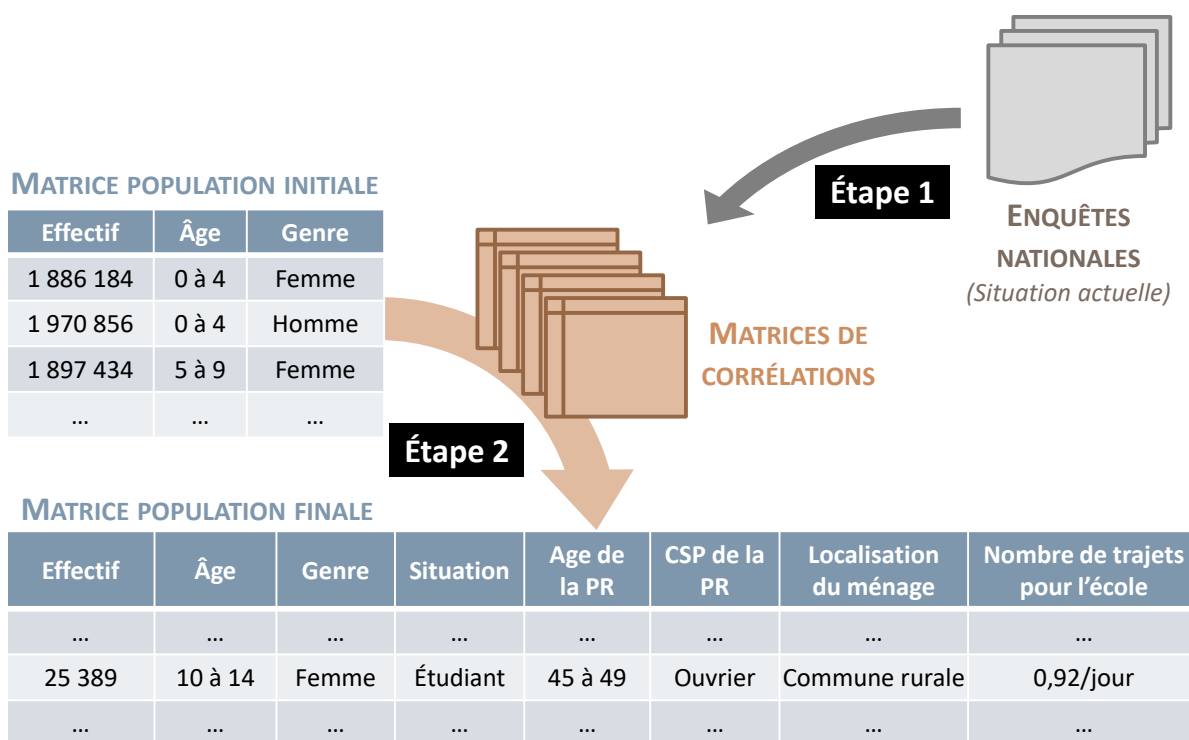 Étape 1
ENQUÊTES
NATIONALES
(Situation actuelle)
MATRICE POPULATION INITIALE
Effectif Âge Genre
1 886 184 0 à 4 Femme
1 970 856 0 à 4 Homme
1 897 434 5 à 9 Femme
... ... ...
MATRICES DE
CORRÉLATIONS
Étape 2
MATRICE POPULATION FINALE
Effectif Âge Genre Situation Age de la PR CSP de la PR Localisation du ménage Nombre de trajets pour l'école
... ... ... ... ... ... ... ...
25 389 10 à 14 Femme Étudiant 45 à 49 Ouvrier Commune rurale 0,92/jour
... ... ... ... ... ... ... ...